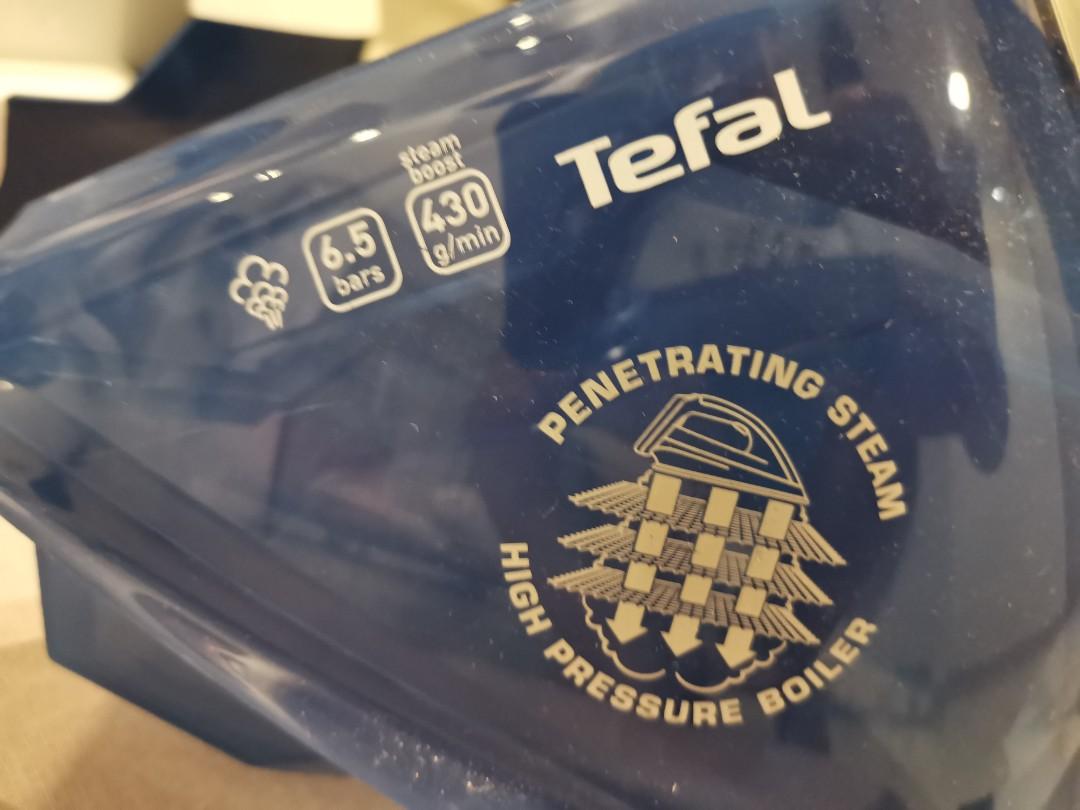 Tefal
steam
boost
430
g/min
6.5
bars
PENETRATING STEAM
HIGH PRESSURE BOILER